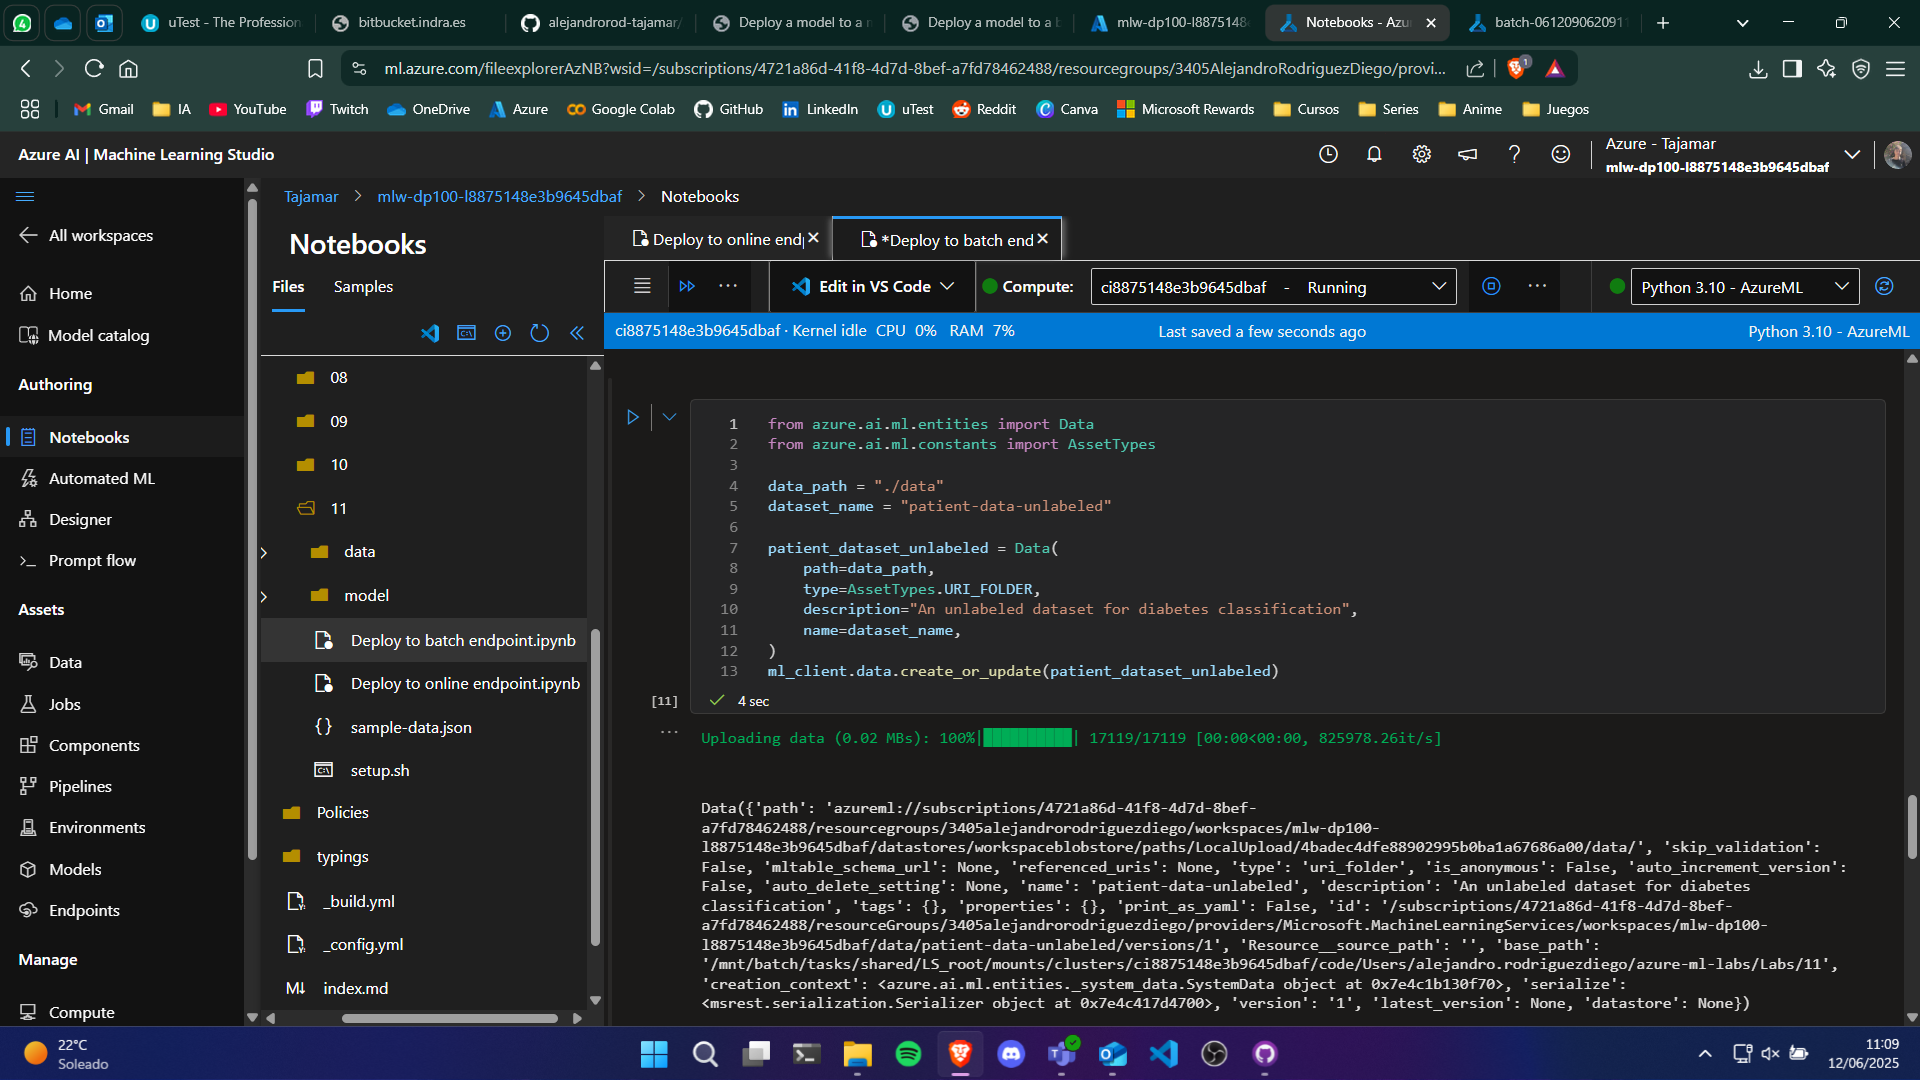 uTest - The Profession
bitbucket.indra.es
alejandrorod-tajamar/
Deploy a model to a m
Deploy a model to a b
mlw-dp100-l8875148
Notebooks - Azu
batch-061209062091
ml.azure.com/fileexplorerAzNB?wsid=/subscriptions/4721a86d-41f8-4d7d-8bef-a7fd78462488/resourcegroups/3405AlejandroRodriguezDiego/provi...
1
Gmail
IA
YouTube
Twitch
OneDrive
Azure
Google Colab
GitHub
LinkedIn
uTest
Reddit
Canva
Microsoft Rewards
Cursos
Series
Anime
Juegos
Azure AI | Machine Learning Studio
Azure - Tajamar
mlw-dp100-l8875148e3b9645dbaf
All workspaces
Home
Model catalog
Authoring
Notebooks
Automated ML
Designer
Prompt flow
Assets
Data
Jobs
Components
Pipelines
Environments
Models
Endpoints
Manage
Compute
Tajamar > mlw-dp100-l8875148e3b9645dbaf > Notebooks
Notebooks
Files
Samples
08
09
10
11
data
model
Deploy to batch endpoint.ipynb
Deploy to online endpoint.ipynb
sample-data.json
setup.sh
Policies
typings
_build.yml
_config.yml
index.md
Deploy to online endp
*Deploy to batch end
Edit in VS Code
Compute:
ci8875148e3b9645dbaf - Running
Python 3.10 - AzureML
ci8875148e3b9645dbaf · Kernel idle CPU 0% RAM 7%
Last saved a few seconds ago
Python 3.10 - AzureML
1 from azure.ai.ml.entities import Data
2 from azure.ai.ml.constants import AssetTypes
3
4 data_path = "./data"
5 dataset_name = "patient-data-unlabeled"
6
7 patient_dataset_unlabeled = Data(
8 path=data_path,
9 type=AssetTypes.URI_FOLDER,
10 description="An unlabeled dataset for diabetes classification",
11 name=dataset_name,
12 )
13 ml_client.data.create_or_update(patient_dataset_unlabeled)
[11]
4 sec
Uploading data (0.02 MBs): 100%|██████████| 17119/17119 [00:00<00:00, 825978.26it/s]
Data({'path': 'azureml://subscriptions/4721a86d-41f8-4d7d-8bef-
a7fd78462488/resourcegroups/3405alejandrorodriguezdiego/workspaces/mlw-dp100-
l8875148e3b9645dbaf/datastores/workspaceblobstore/paths/LocalUpload/4badec4dfe88902995b0ba1a67686a00/data/', 'skip_validation':
False, 'mltable_schema_url': None, 'referenced_uris': None, 'type': 'uri_folder', 'is_anonymous': False, 'auto_increment_version':
False, 'auto_delete_setting': None, 'name': 'patient-data-unlabeled', 'description': 'An unlabeled dataset for diabetes
classification', 'tags': {}, 'properties': {}, 'print_as_yaml': False, 'id': '/subscriptions/4721a86d-41f8-4d7d-8bef-
a7fd78462488/resourceGroups/3405alejandrorodriguezdiego/providers/Microsoft.MachineLearningServices/workspaces/mlw-dp100-
l8875148e3b9645dbaf/data/patient-data-unlabeled/versions/1', 'Resource__source_path': '', 'base_path':
'/mnt/batch/tasks/shared/LS_root/mounts/clusters/ci8875148e3b9645dbaf/code/Users/alejandro.rodriguezdiego/azure-ml-labs/Labs/11',
'creation_context': <azure.ai.ml.entities._system_data.SystemData object at 0x7e4c1b130f70>, 'serialize':
<msrest.serialization.Serializer object at 0x7e4c417d4700>, 'version': '1', 'latest_version': None, 'datastore': None})
22°C
Soleado
11:09
12/06/2025